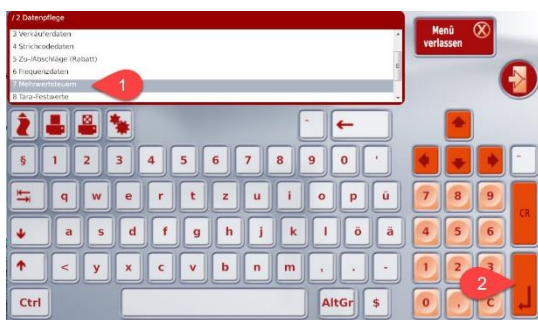 / 2 Datenpflege
3 Verkäuferdaten
4 Strichcodedaten
5 Zu-/Abschläge (Rabatt)
6 Frequenzdaten
7 Mehrwertsteuern
8 Tara-Festwerte
1
Menü
verlassen
§ 1 2 3 4 5 6 7 8 9 0 '
q w e r t z u i o p ü
a s d f g h j k l ö ä
< y x c v b n m , . -
Ctrl AltGr $
7 8 9 CR
4 5 6
1 2 3
2
0 , C